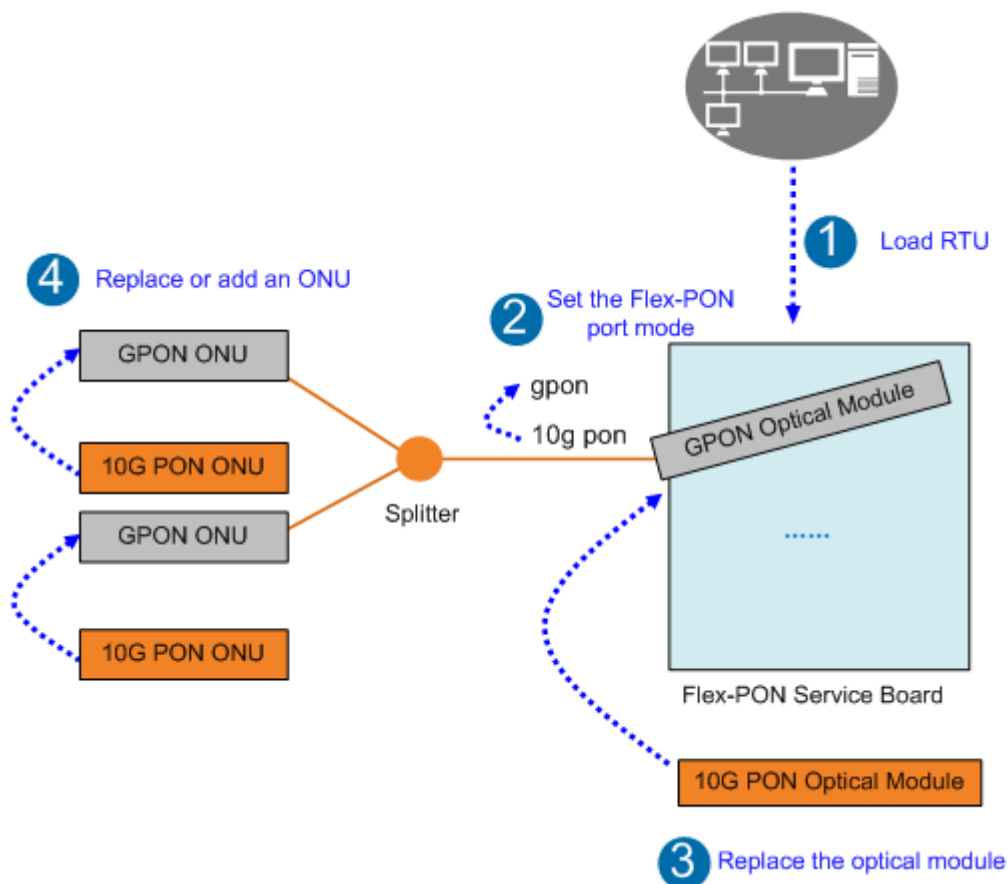 1
Load RTU
4
Replace or add an ONU
2
Set the Flex-PON
port mode
GPON ONU
gpon
GPON Optical Module
10g pon
10G PON ONU
Splitter
GPON ONU
......
10G PON ONU
Flex-PON Service Board
10G PON Optical Module
3
Replace the optical module